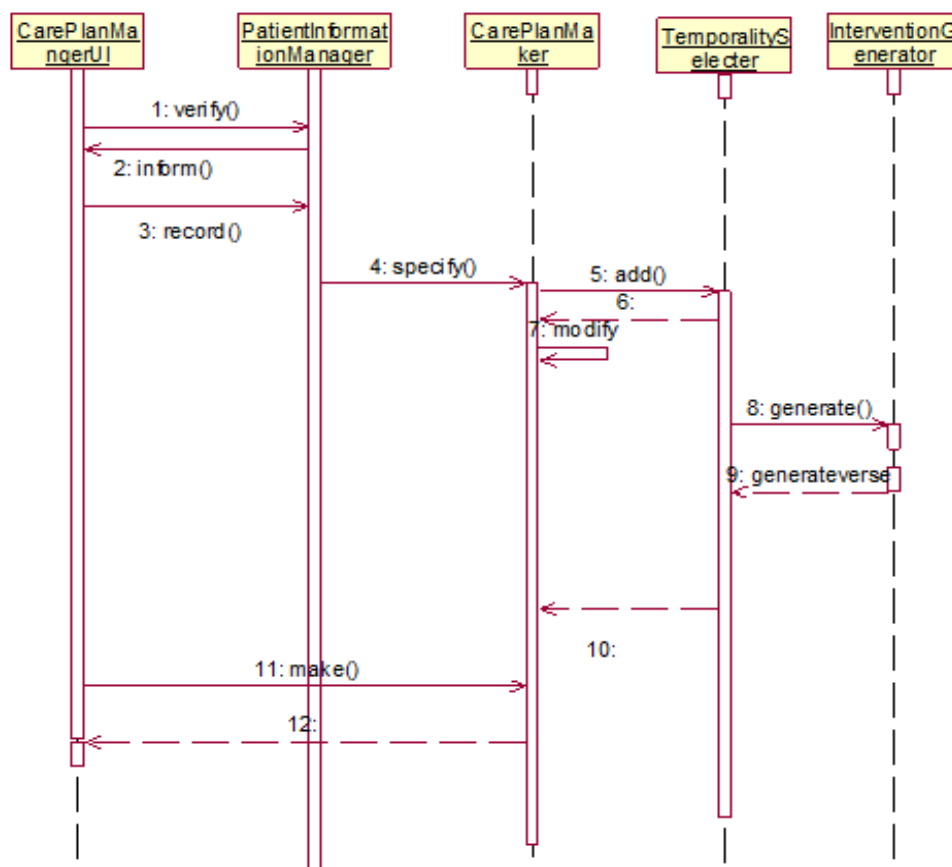 CarePlanMa
ngerUI
PatientInformat
ionManager
CarePlanMa
ker
TemporalityS
electer
InterventionG
enerator
1: verify()
2: inform()
3: record()
4: specify()
5: add()
6:
7: modify
8: generate()
9: generateverse
10:
11: make()
12: